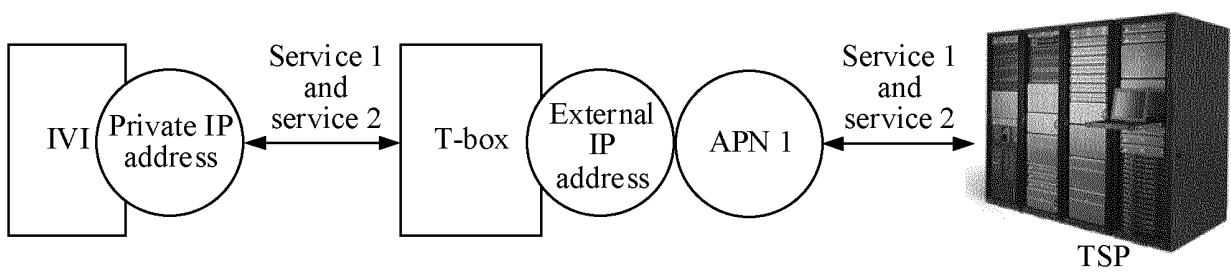 IVI
Private IP
address
Service 1
and
service 2
T-box
External
IP
address
APN 1
Service 1
and
service 2
TSP